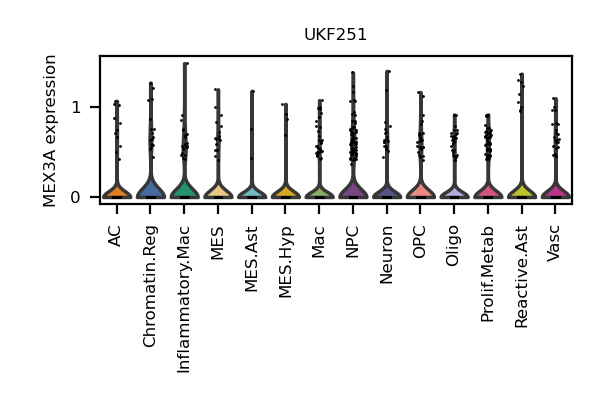 UKF251
MEX3A expression
1
0
AC
Chromatin.Reg
Inflammatory.Mac
MES
MES.Ast
MES.Hyp
Mac
NPC
Neuron
OPC
Oligo
Prolif.Metab
Reactive.Ast
Vasc